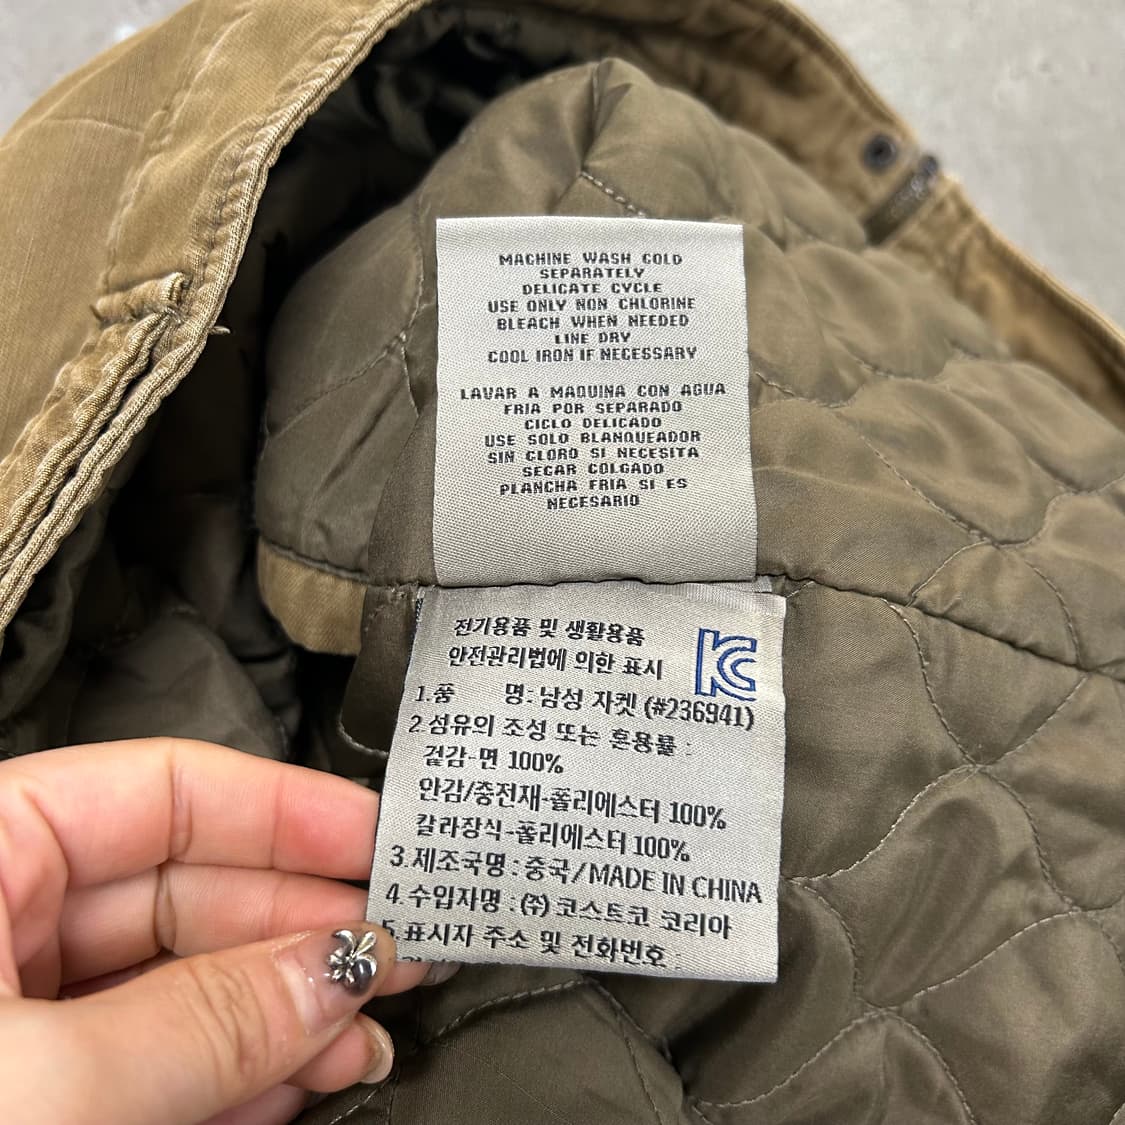 MACHINE WASH COLD
SEPARATELY
DELICATE CYCLE
USE ONLY NON CHLORINE
BLEACH WHEN NEEDED
LINE DRY
COOL IRON IF NECESSARY
LAVAR A MAQUINA CON AGUA
FRIA POR SEPARADO
CICLO DELICADO
USE SOLO BLANQUEADOR
SIN CLORO SI NECESITA
SEGAR COLGADO
PLANCHA FRIA SI ES
NECESARIO
전기용품 및 생활용품
안전관리법에 의한 표시
KC
1.품 명: 남성 자켓 (#236941)
2.섬유의 조성 또는 혼용률 :
겉감-면 100%
안감/충전재-폴리에스터 100%
칼라장식-폴리에스터 100%
3.제조국명 : 중국/MADE IN CHINA
4.수입자명 : (주) 코스트코 코리아
5.표시자 주소 및 전화번호 :